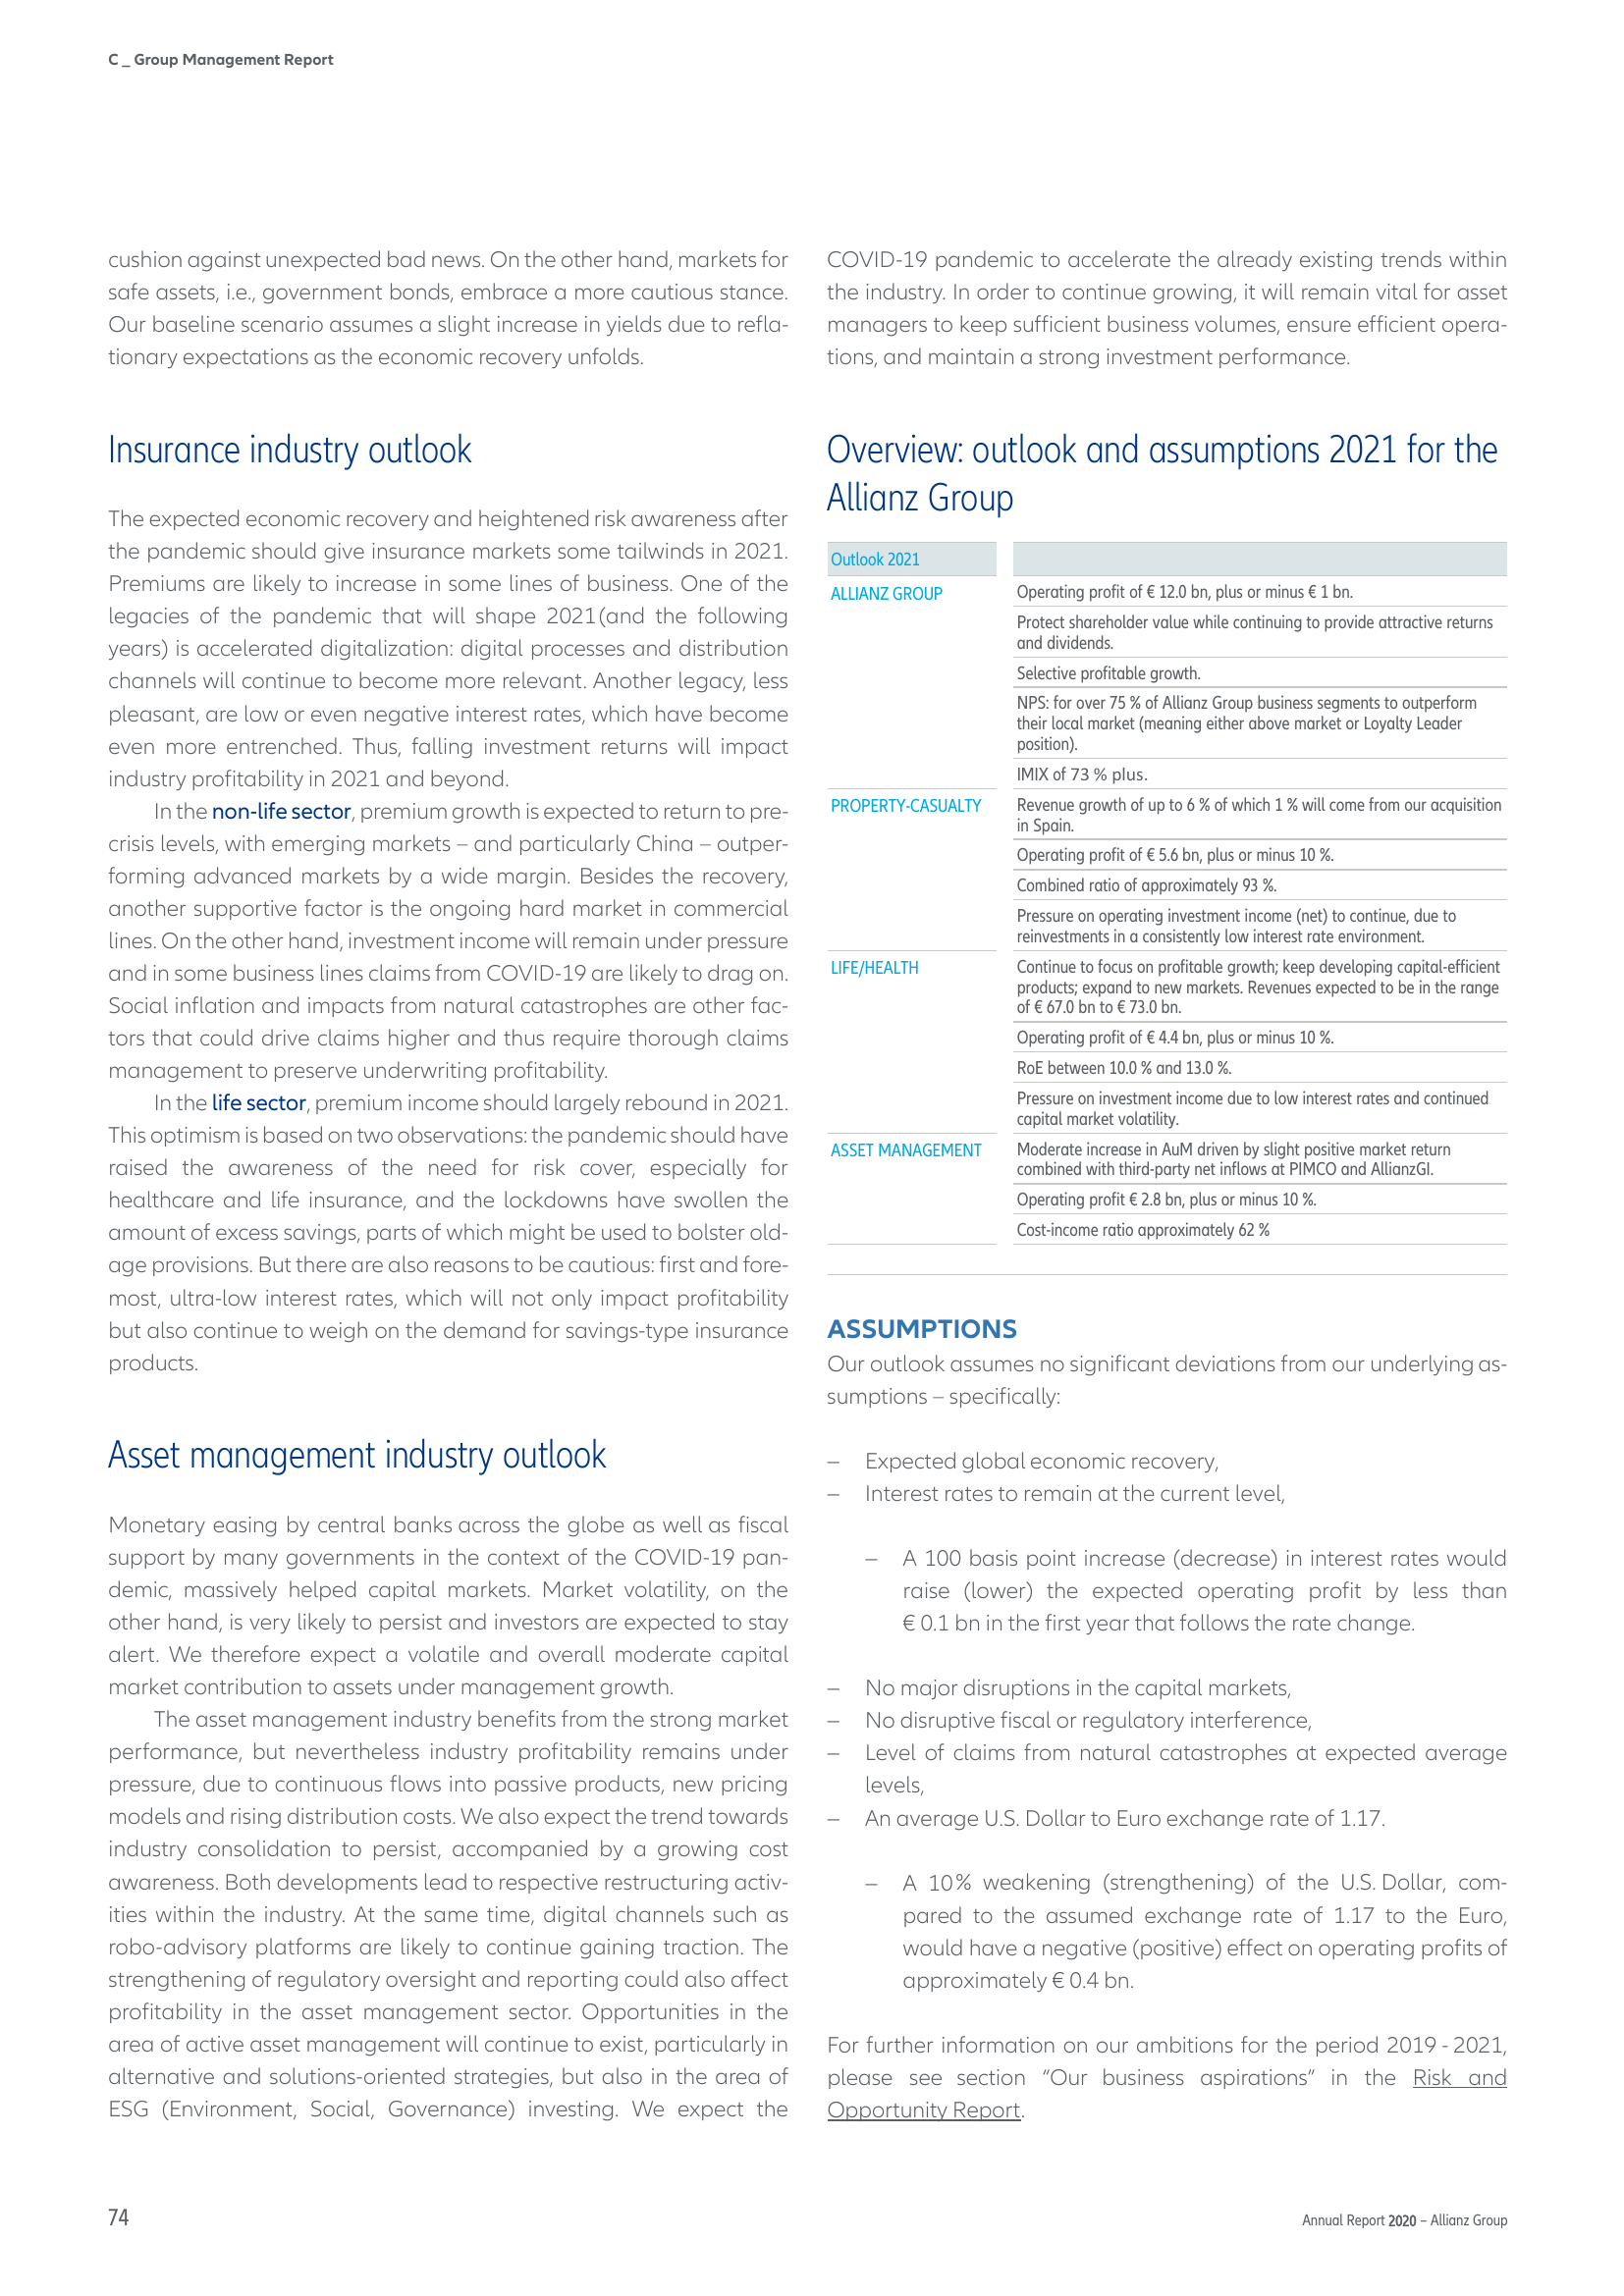 C _ Group Management Report
cushion against unexpected bad news. On the other hand, markets for
safe assets, i.e., government bonds, embrace a more cautious stance.
Our baseline scenario assumes a slight increase in yields due to refla-
tionary expectations as the economic recovery unfolds.
Insurance industry outlook
The expected economic recovery and heightened risk awareness after
the pandemic should give insurance markets some tailwinds in 2021.
Premiums are likely to increase in some lines of business. One of the
legacies of the pandemic that will shape 2021(and the following
years) is accelerated digitalization: digital processes and distribution
channels will continue to become more relevant. Another legacy, less
pleasant, are low or even negative interest rates, which have become
even more entrenched. Thus, falling investment returns will impact
industry profitability in 2021 and beyond.
In the non-life sector, premium growth is expected to return to pre-
crisis levels, with emerging markets – and particularly China – outper-
forming advanced markets by a wide margin. Besides the recovery,
another supportive factor is the ongoing hard market in commercial
lines. On the other hand, investment income will remain under pressure
and in some business lines claims from COVID-19 are likely to drag on.
Social inflation and impacts from natural catastrophes are other fac-
tors that could drive claims higher and thus require thorough claims
management to preserve underwriting profitability.
In the life sector, premium income should largely rebound in 2021.
This optimism is based on two observations: the pandemic should have
raised the awareness of the need for risk cover, especially for
healthcare and life insurance, and the lockdowns have swollen the
amount of excess savings, parts of which might be used to bolster old-
age provisions. But there are also reasons to be cautious: first and fore-
most, ultra-low interest rates, which will not only impact profitability
but also continue to weigh on the demand for savings-type insurance
products.
Asset management industry outlook
Monetary easing by central banks across the globe as well as fiscal
support by many governments in the context of the COVID-19 pan-
demic, massively helped capital markets. Market volatility, on the
other hand, is very likely to persist and investors are expected to stay
alert. We therefore expect a volatile and overall moderate capital
market contribution to assets under management growth.
The asset management industry benefits from the strong market
performance, but nevertheless industry profitability remains under
pressure, due to continuous flows into passive products, new pricing
models and rising distribution costs. We also expect the trend towards
industry consolidation to persist, accompanied by a growing cost
awareness. Both developments lead to respective restructuring activ-
ities within the industry. At the same time, digital channels such as
robo-advisory platforms are likely to continue gaining traction. The
strengthening of regulatory oversight and reporting could also affect
profitability in the asset management sector. Opportunities in the
area of active asset management will continue to exist, particularly in
alternative and solutions-oriented strategies, but also in the area of
ESG (Environment, Social, Governance) investing. We expect the
COVID-19 pandemic to accelerate the already existing trends within
the industry. In order to continue growing, it will remain vital for asset
managers to keep sufficient business volumes, ensure efficient opera-
tions, and maintain a strong investment performance.
Overview: outlook and assumptions 2021 for the
Allianz Group
Outlook 2021
ALLIANZ GROUP
Operating profit of € 12.0 bn, plus or minus € 1 bn.
Protect shareholder value while continuing to provide attractive returns
and dividends.
Selective profitable growth.
NPS: for over 75 % of Allianz Group business segments to outperform
their local market (meaning either above market or Loyalty Leader
position).
IMIX of 73 % plus.
PROPERTY-CASUALTY
Revenue growth of up to 6 % of which 1 % will come from our acquisition
in Spain.
Operating profit of € 5.6 bn, plus or minus 10 %.
Combined ratio of approximately 93 %.
Pressure on operating investment income (net) to continue, due to
reinvestments in a consistently low interest rate environment.
LIFE/HEALTH
Continue to focus on profitable growth; keep developing capital-efficient
products; expand to new markets. Revenues expected to be in the range
of € 67.0 bn to € 73.0 bn.
Operating profit of € 4.4 bn, plus or minus 10 %.
RoE between 10.0 % and 13.0 %.
Pressure on investment income due to low interest rates and continued
capital market volatility.
ASSET MANAGEMENT
Moderate increase in AuM driven by slight positive market return
combined with third-party net inflows at PIMCO and AllianzGI.
Operating profit € 2.8 bn, plus or minus 10 %.
Cost-income ratio approximately 62 %
ASSUMPTIONS
Our outlook assumes no significant deviations from our underlying as-
sumptions – specifically:
– Expected global economic recovery,
– Interest rates to remain at the current level,
– A 100 basis point increase (decrease) in interest rates would
raise (lower) the expected operating profit by less than
€ 0.1 bn in the first year that follows the rate change.
– No major disruptions in the capital markets,
– No disruptive fiscal or regulatory interference,
– Level of claims from natural catastrophes at expected average
levels,
– An average U.S. Dollar to Euro exchange rate of 1.17.
– A 10% weakening (strengthening) of the U.S. Dollar, com-
pared to the assumed exchange rate of 1.17 to the Euro,
would have a negative (positive) effect on operating profits of
approximately € 0.4 bn.
For further information on our ambitions for the period 2019 - 2021,
please see section “Our business aspirations” in the Risk and
Opportunity Report.
74
Annual Report 2020 – Allianz Group